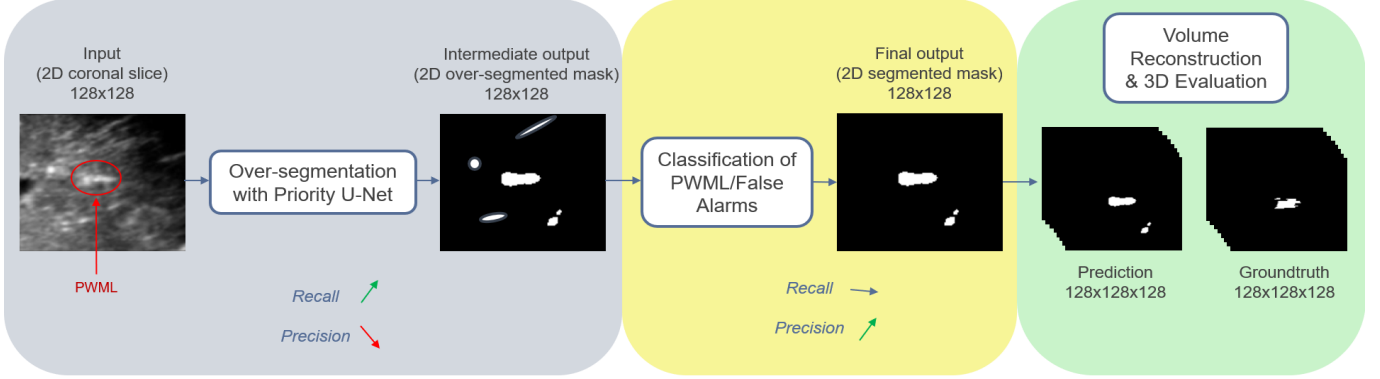 Input
(2D coronal slice)
128x128
PWML
Over-segmentation
with Priority U-Net
Intermediate output
(2D over-segmented mask)
128x128
Recall
Precision
Classification of
PWML/False
Alarms
Final output
(2D segmented mask)
128x128
Recall
Precision
Volume
Reconstruction
& 3D Evaluation
Prediction
128x128x128
Groundtruth
128x128x128